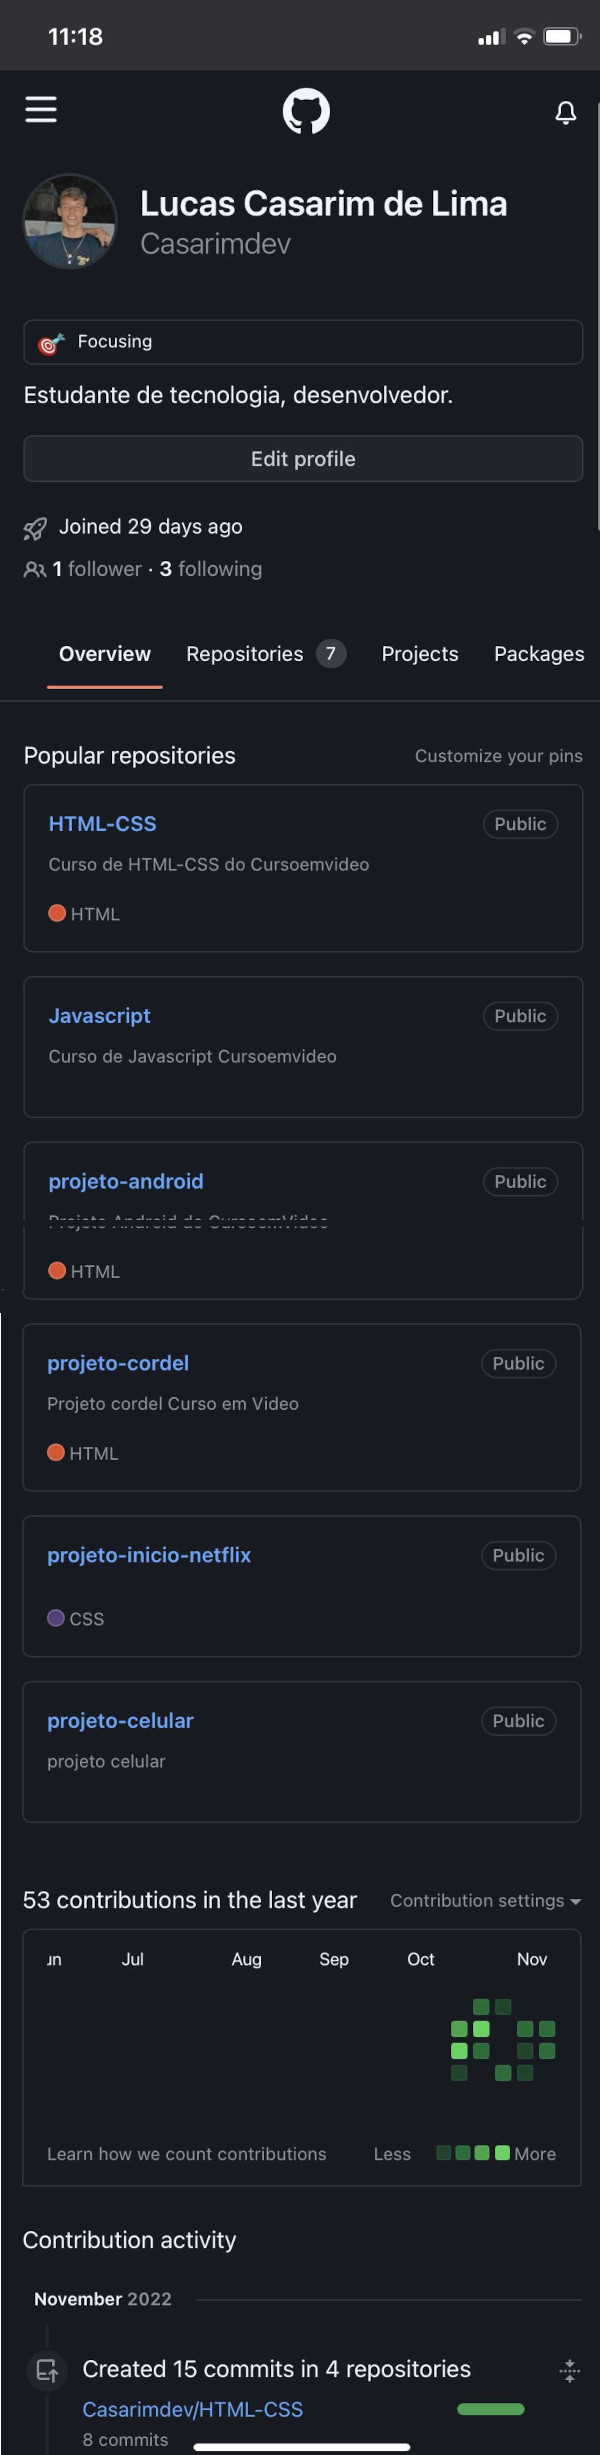 11:18
Lucas Casarim de Lima
Casarimdev
Focusing
Estudante de tecnologia, desenvolvedor.
Edit profile
Joined 29 days ago
1 follower · 3 following
Overview Repositories 7 Projects Packages
Popular repositories Customize your pins
HTML-CSS Public
Curso de HTML-CSS do Cursoemvideo
HTML
Javascript Public
Curso de Javascript Cursoemvideo
projeto-android Public
Projeto Android do CursoemVideo
HTML
projeto-cordel Public
Projeto cordel Curso em Video
HTML
projeto-inicio-netflix Public
CSS
projeto-celular Public
projeto celular
53 contributions in the last year Contribution settings
un Jul Aug Sep Oct Nov
Learn how we count contributions Less More
Contribution activity
November 2022
Created 15 commits in 4 repositories
Casarimdev/HTML-CSS
8 commits